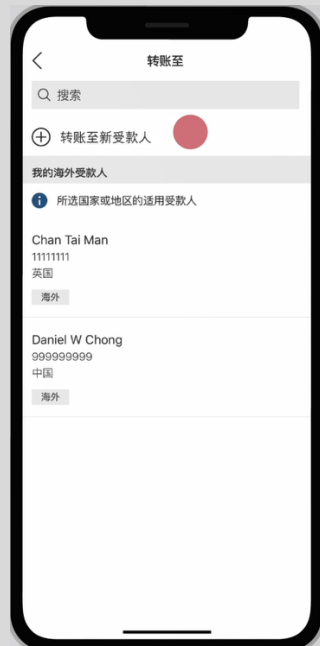 转账至
搜索
转账至新受款人
我的海外受款人
所选国家或地区的适用受款人
Chan Tai Man
11111111
英国
海外
Daniel W Chong
999999999
中国
海外